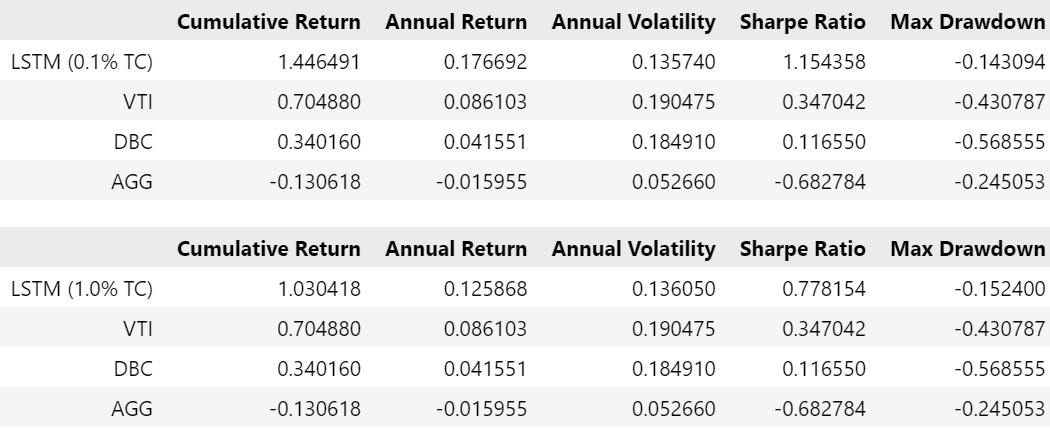 Cumulative Return Annual Return Annual Volatility Sharpe Ratio Max Drawdown
LSTM (0.1% TC) 1.446491 0.176692 0.135740 1.154358 -0.143094
VTI 0.704880 0.086103 0.190475 0.347042 -0.430787
DBC 0.340160 0.041551 0.184910 0.116550 -0.568555
AGG -0.130618 -0.015955 0.052660 -0.682784 -0.245053
Cumulative Return Annual Return Annual Volatility Sharpe Ratio Max Drawdown
LSTM (1.0% TC) 1.030418 0.125868 0.136050 0.778154 -0.152400
VTI 0.704880 0.086103 0.190475 0.347042 -0.430787
DBC 0.340160 0.041551 0.184910 0.116550 -0.568555
AGG -0.130618 -0.015955 0.052660 -0.682784 -0.245053